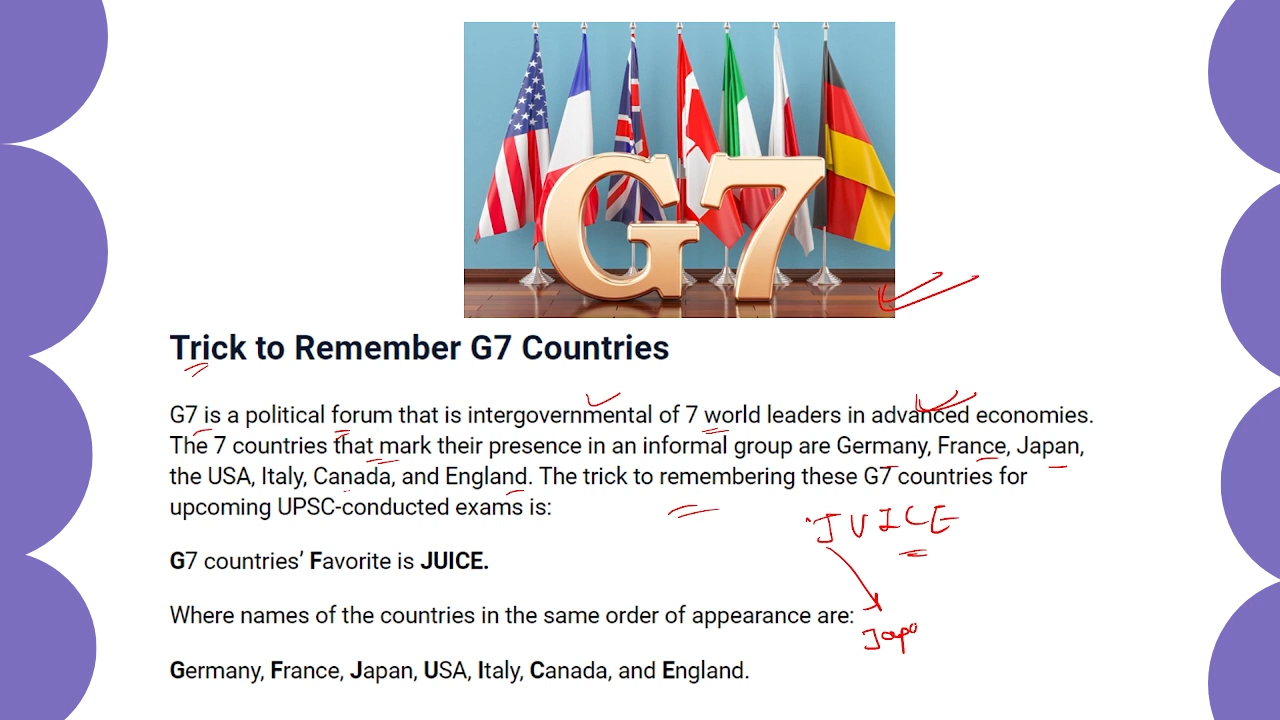 G7
Trick to Remember G7 Countries
G7 is a political forum that is intergovernmental of 7 world leaders in advanced economies.
The 7 countries that mark their presence in an informal group are Germany, France, Japan,
the USA, Italy, Canada, and England. The trick to remembering these G7 countries for
upcoming UPSC-conducted exams is:
JUICE
G7 countries’ Favorite is JUICE.
Where names of the countries in the same order of appearance are:
Japo
Germany, France, Japan, USA, Italy, Canada, and England.